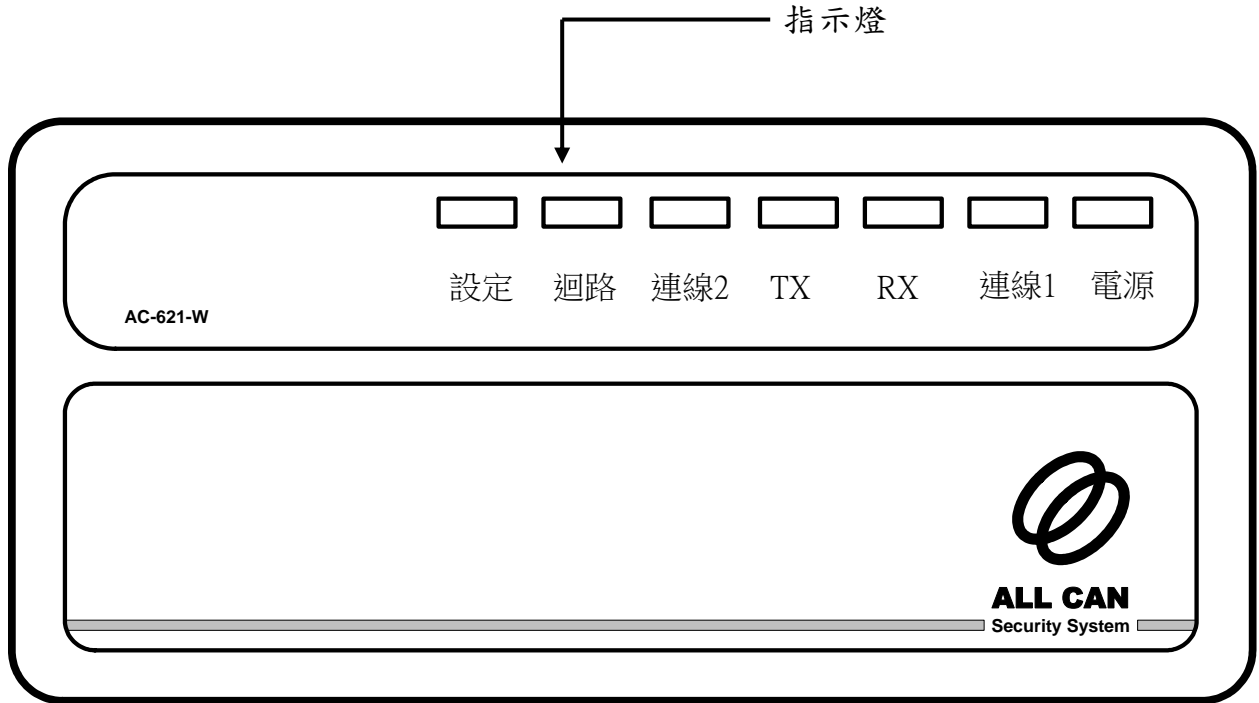 指示燈
設定 迴路 連線2 TX RX 連線1 電源
AC-621-W
ALL CAN
Security System